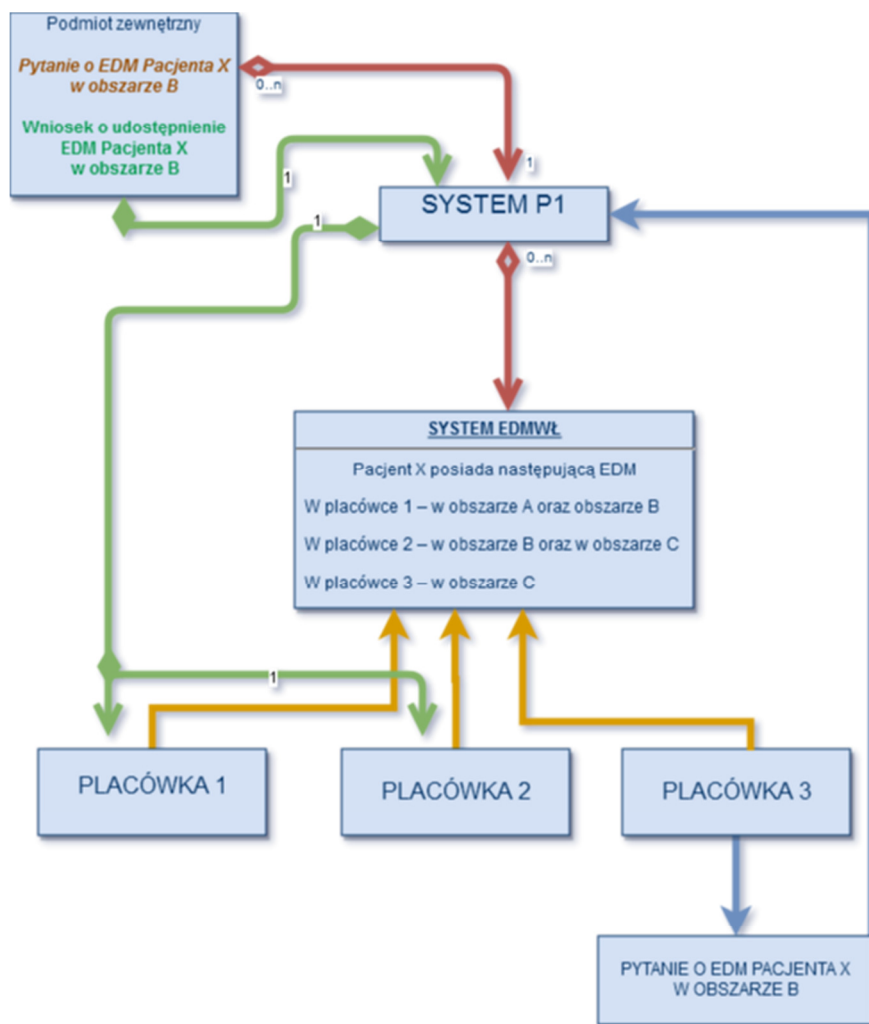 Podmiot zewnętrzny
Pytanie o EDM Pacjenta X
w obszarze B
Wniosek o udostępnienie
EDM Pacjenta X
w obszarze B
0..n
1
1
1
SYSTEM P1
0..n
SYSTEM EDMWŁ
Pacjent X posiada następującą EDM
W placówce 1 – w obszarze A oraz obszarze B
W placówce 2 – w obszarze B oraz w obszarze C
W placówce 3 – w obszarze C
1
PLACÓWKA 1
PLACÓWKA 2
PLACÓWKA 3
PYTANIE O EDM PACJENTA X
W OBSZARZE B